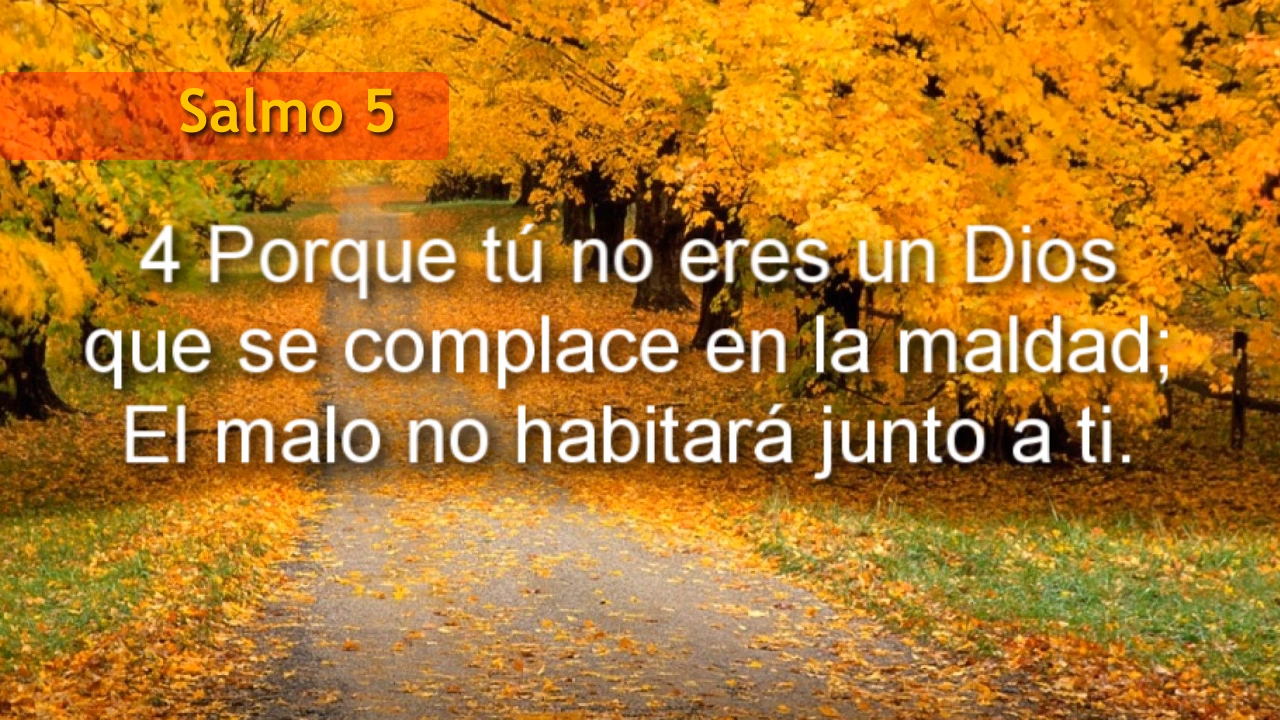 Salmo 5
4 Porque tú no eres un Dios
que se complace en la maldad;
El malo no habitará junto a ti.